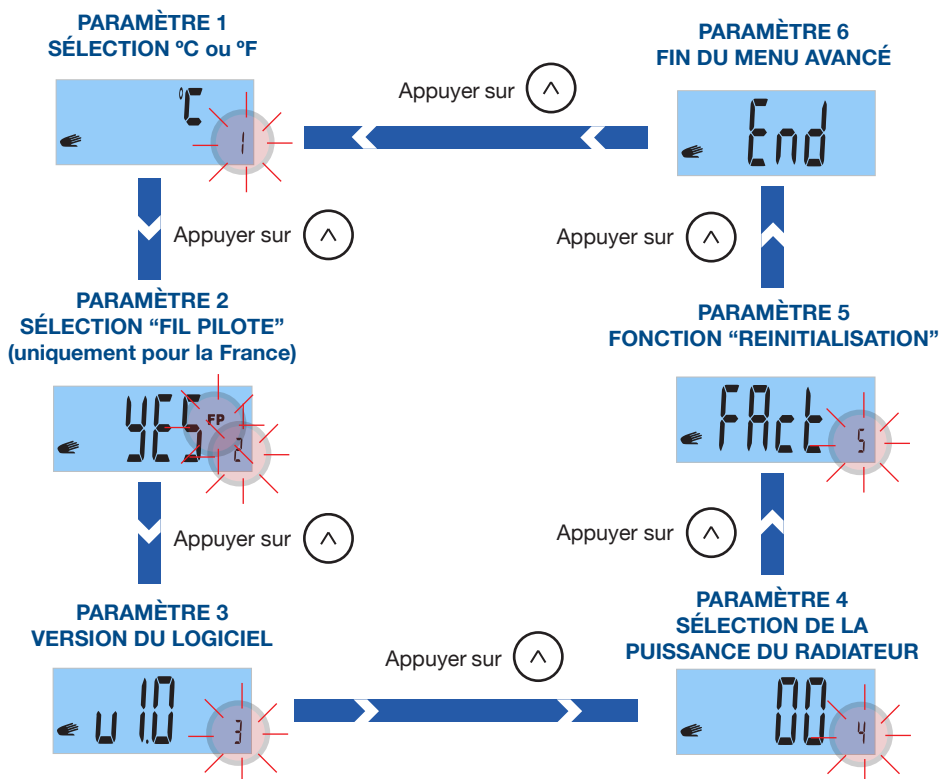 PARAMÈTRE 1
SÉLECTION ºC ou ºF
°C
1
Appuyer sur
PARAMÈTRE 2
SÉLECTION “FIL PILOTE”
(uniquement pour la France)
YES
FP
2
Appuyer sur
PARAMÈTRE 3
VERSION DU LOGICIEL
v1.0
3
Appuyer sur
PARAMÈTRE 4
SÉLECTION DE LA
PUISSANCE DU RADIATEUR
00
4
Appuyer sur
PARAMÈTRE 5
FONCTION “REINITIALISATION”
FAct
5
Appuyer sur
PARAMÈTRE 6
FIN DU MENU AVANCÉ
End
Appuyer sur